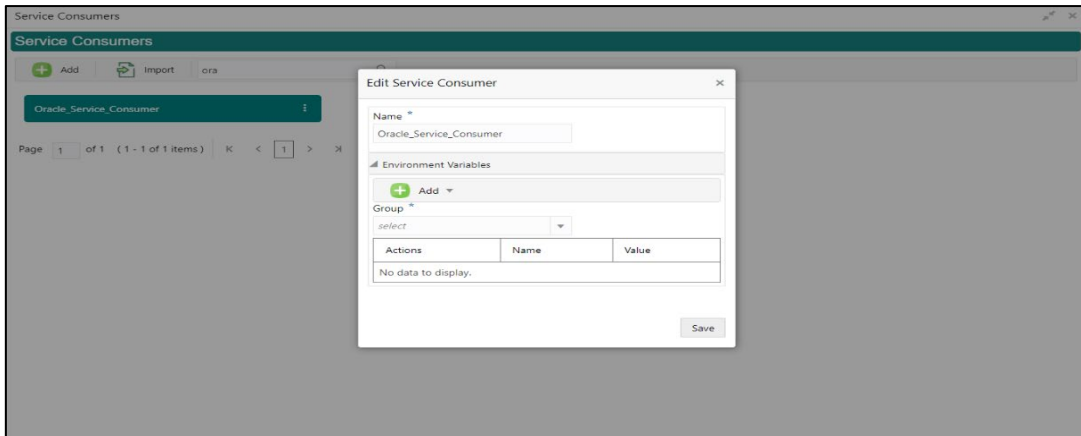 Service Consumers
Service Consumers
Add Import ora
Oracle_Service_Consumer
Page 1 of 1 (1 - 1 of 1 items) K < 1 > >|
Edit Service Consumer ×
Name *
Oracle_Service_Consumer
Environment Variables
Add
Group *
select
Actions Name Value
No data to display.
Save